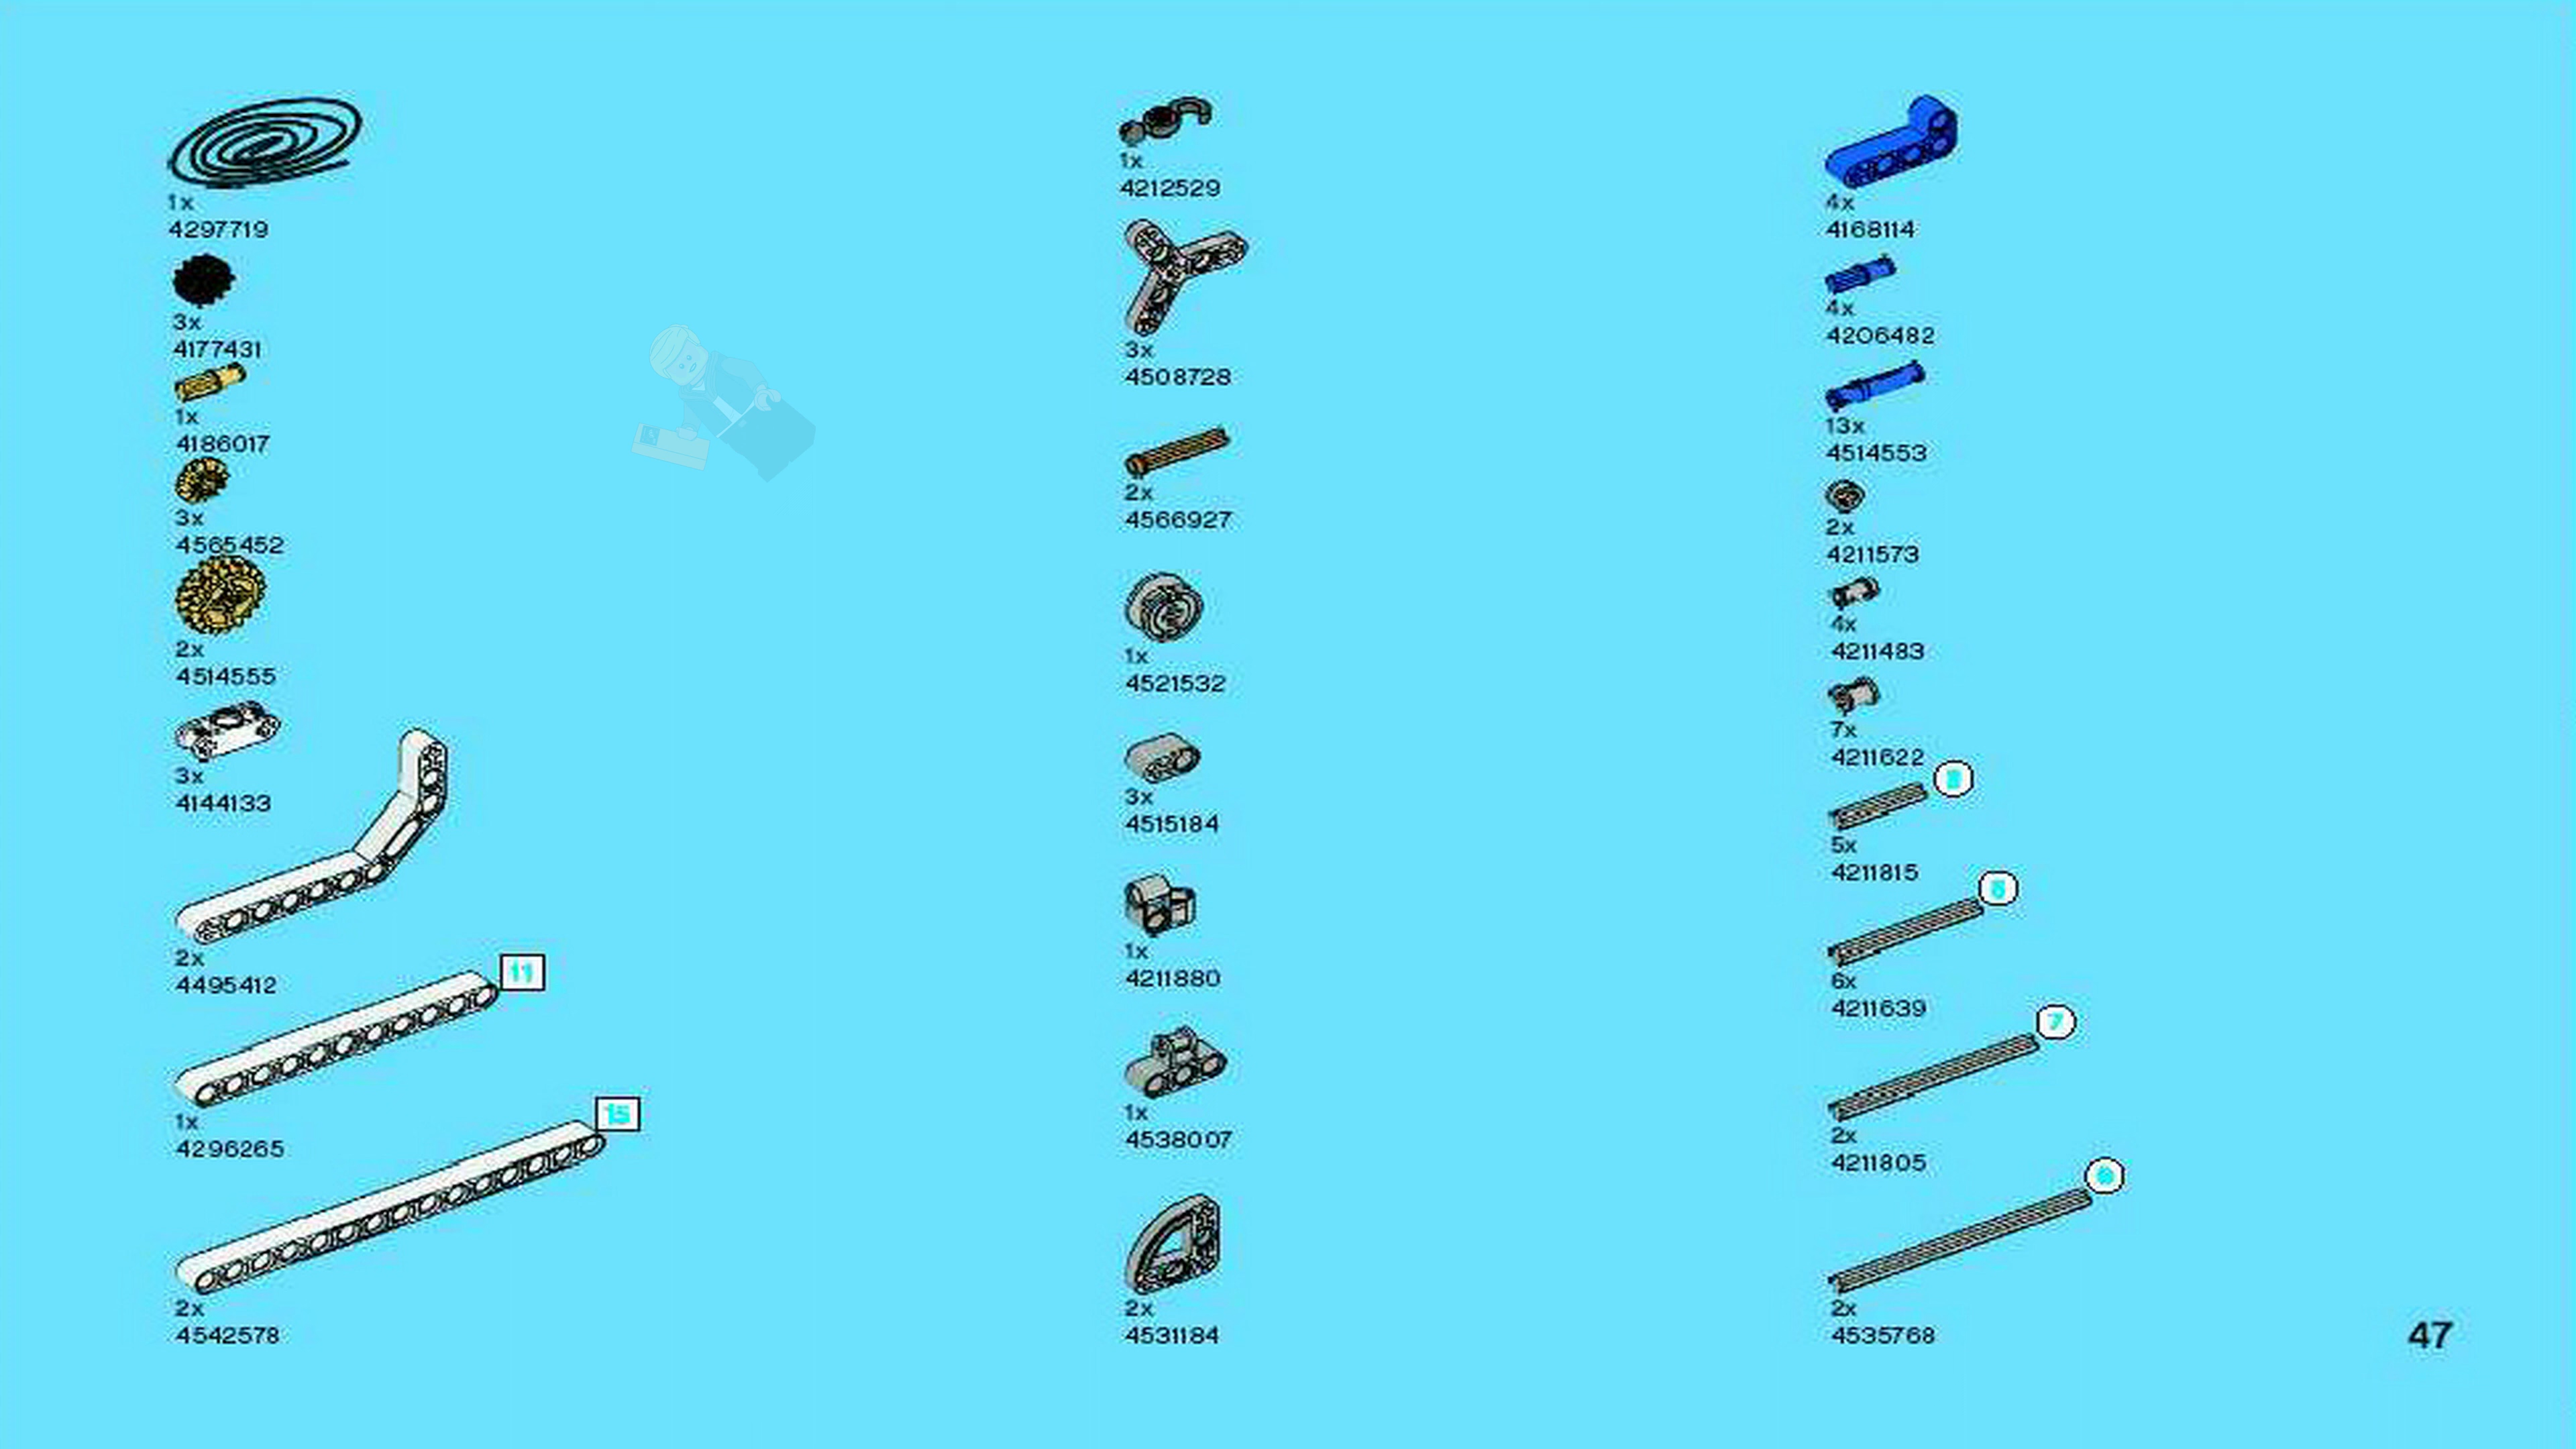 1x
4297719
3x
4177431
1x
4186017
3x
4565452
2x
4514555
3x
4144133
2x
4495412
11
1x
4296265
15
2x
4542578
1x
4212529
3x
4508728
2x
4566927
1x
4521532
3x
4515184
1x
4211880
1x
4538007
2x
4531184
4x
4168114
4x
4206482
13x
4514553
2x
4211573
4x
4211483
7x
4211622
5x
4211815
5
6x
4211639
7
2x
4211805
2x
4535768
47